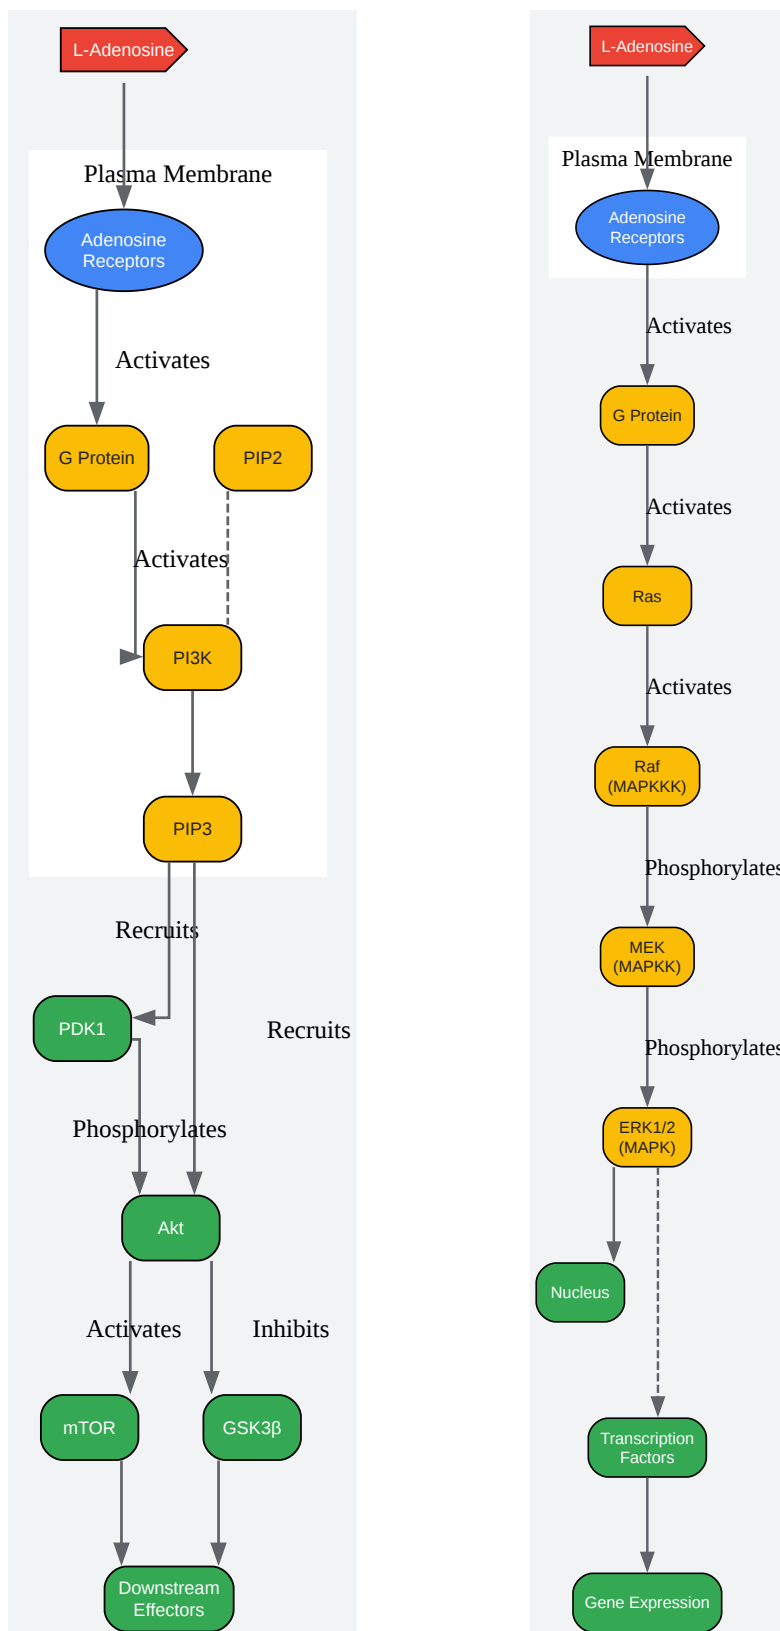 L-Adenosine
Plasma Membrane
Adenosine
Receptors
Activates
G Protein
PIP2
Activates
PI3K
PIP3
Recruits
PDK1
Recruits
Phosphorylates
Akt
Activates
Inhibits
mTOR
GSK3β
Downstream
Effectors
L-Adenosine
Plasma Membrane
Adenosine
Receptors
Activates
G Protein
Activates
Ras
Activates
Raf
(MAPKKK)
Phosphorylates
MEK
(MAPKK)
Phosphorylates
ERK1/2
(MAPK)
Nucleus
Transcription
Factors
Gene Expression